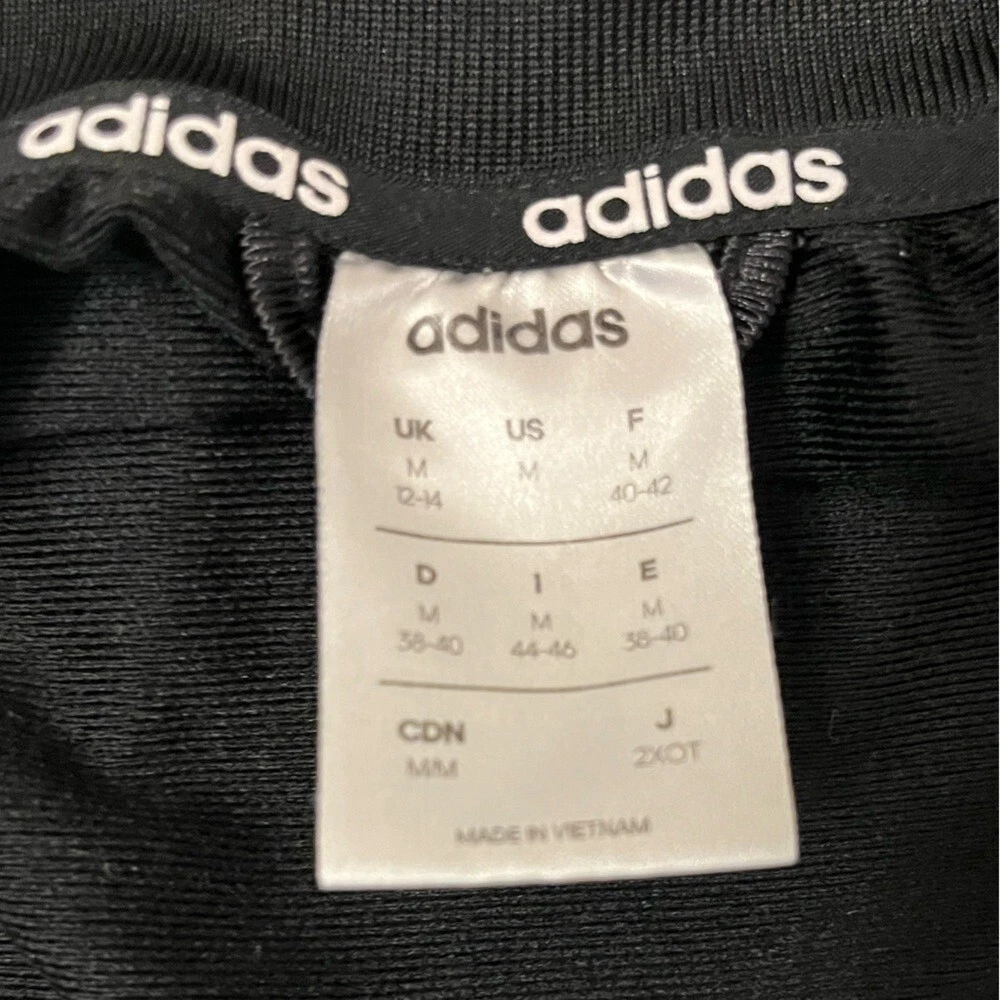 adidas adidas
adidas
UK US F
M M M
12-14 40-42
D I E
M M M
38-40 44-46 38-40
CDN J
M/M 2XOT
MADE IN VIETNAM